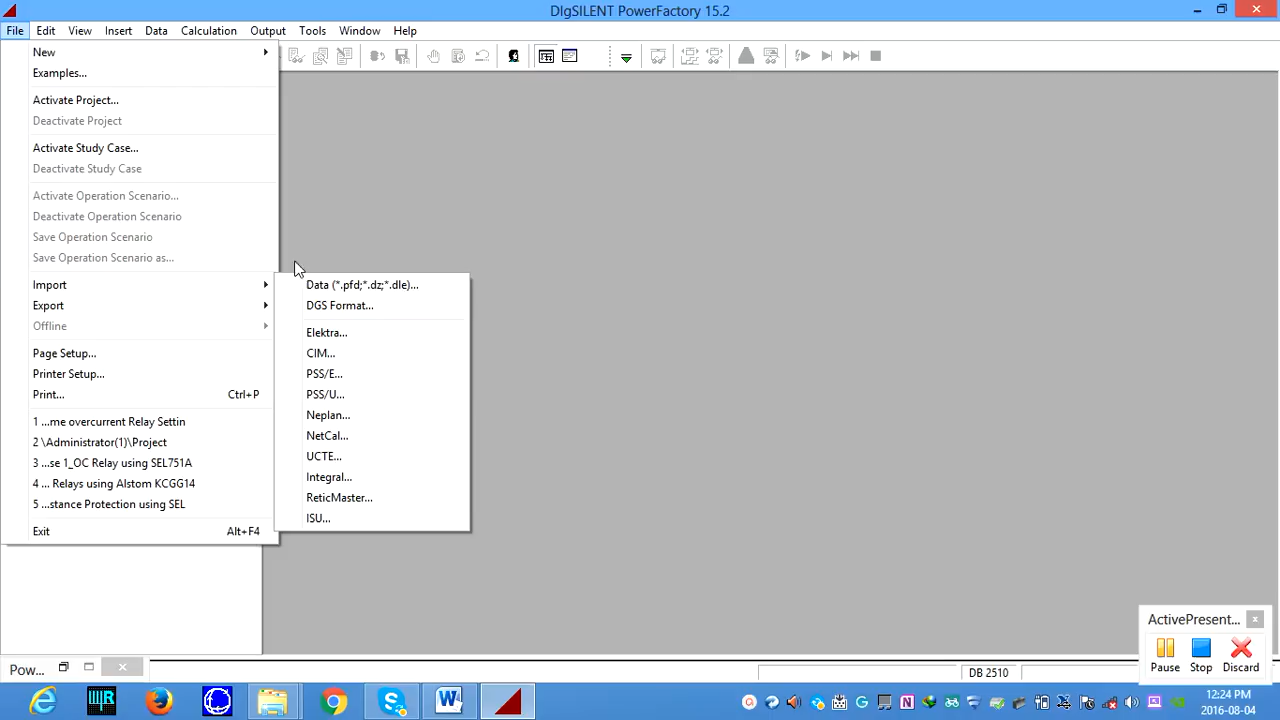 DIgSILENT PowerFactory 15.2
File Edit View Insert Data Calculation Output Tools Window Help
New
Examples...
Activate Project...
Deactivate Project
Activate Study Case...
Deactivate Study Case
Activate Operation Scenario...
Deactivate Operation Scenario
Save Operation Scenario
Save Operation Scenario as...
Import
Export
Offline
Page Setup...
Printer Setup...
Print... Ctrl+P
1 ...me overcurrent Relay Settin
2 \Administrator(1)\Project
3 ...se 1_OC Relay using SEL751A
4 ... Relays using Alstom KCGG14
5 ...stance Protection using SEL
Exit Alt+F4
Data (*.pfd;*.dz;*.dle)...
DGS Format...
Elektra...
CIM...
PSS/E...
PSS/U...
Neplan...
NetCal...
UCTE...
Integral...
ReticMaster...
ISU...
ActivePresent...
Pause Stop Discard
Pow...
DB 2510
12:24 PM
2016-08-04